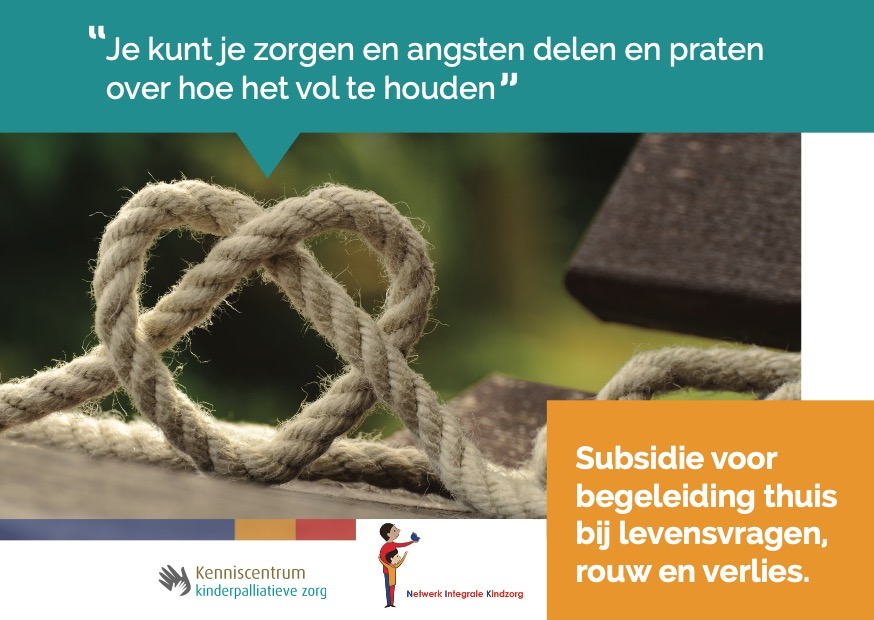 "Je kunt je zorgen en angsten delen en praten
over hoe het vol te houden"
Subsidie voor
begeleiding thuis
bij levensvragen,
rouw en verlies.
Kenniscentrum
kinderpalliatieve zorg
Netwerk Integrale Kindzorg